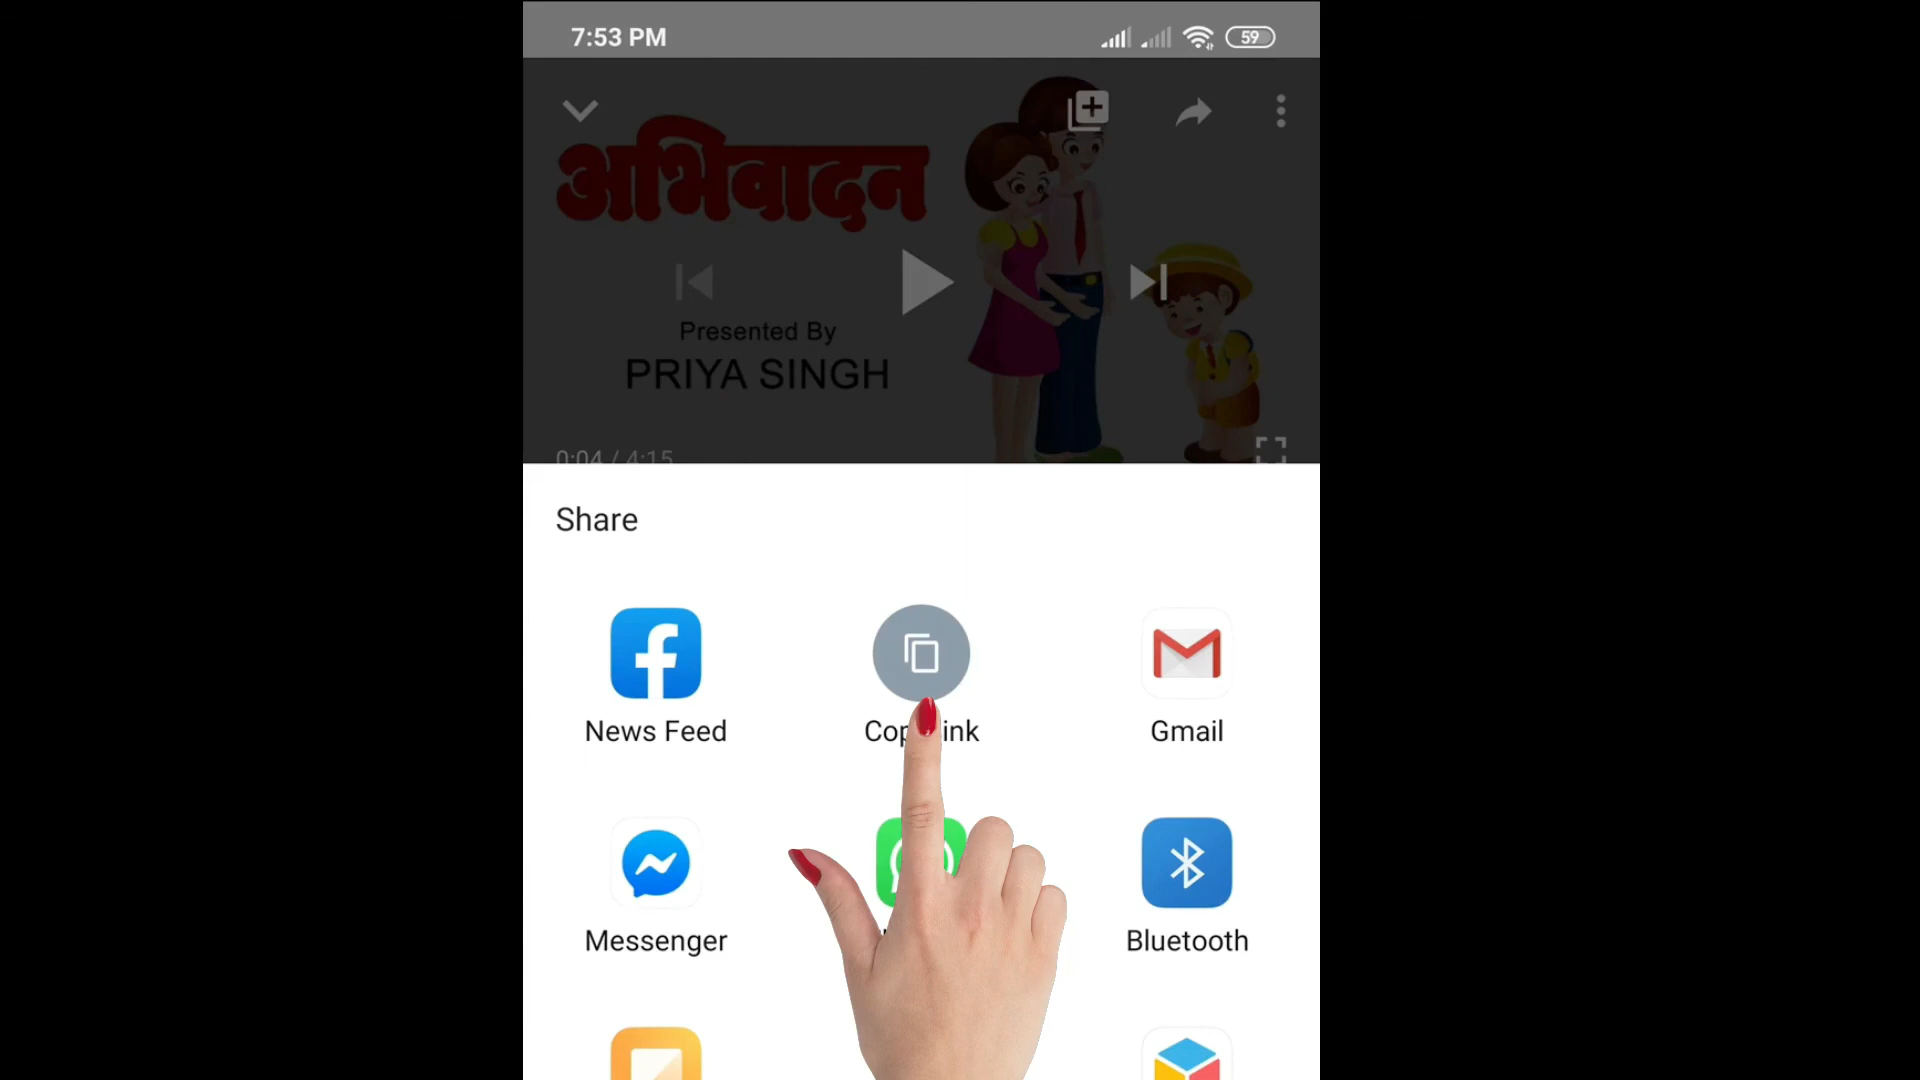 7:53 PM
59
अभिवादन
Presented By
PRIYA SINGH
0:04 / 4:15
Share
News Feed
Gmail
Messenger
Bluetooth